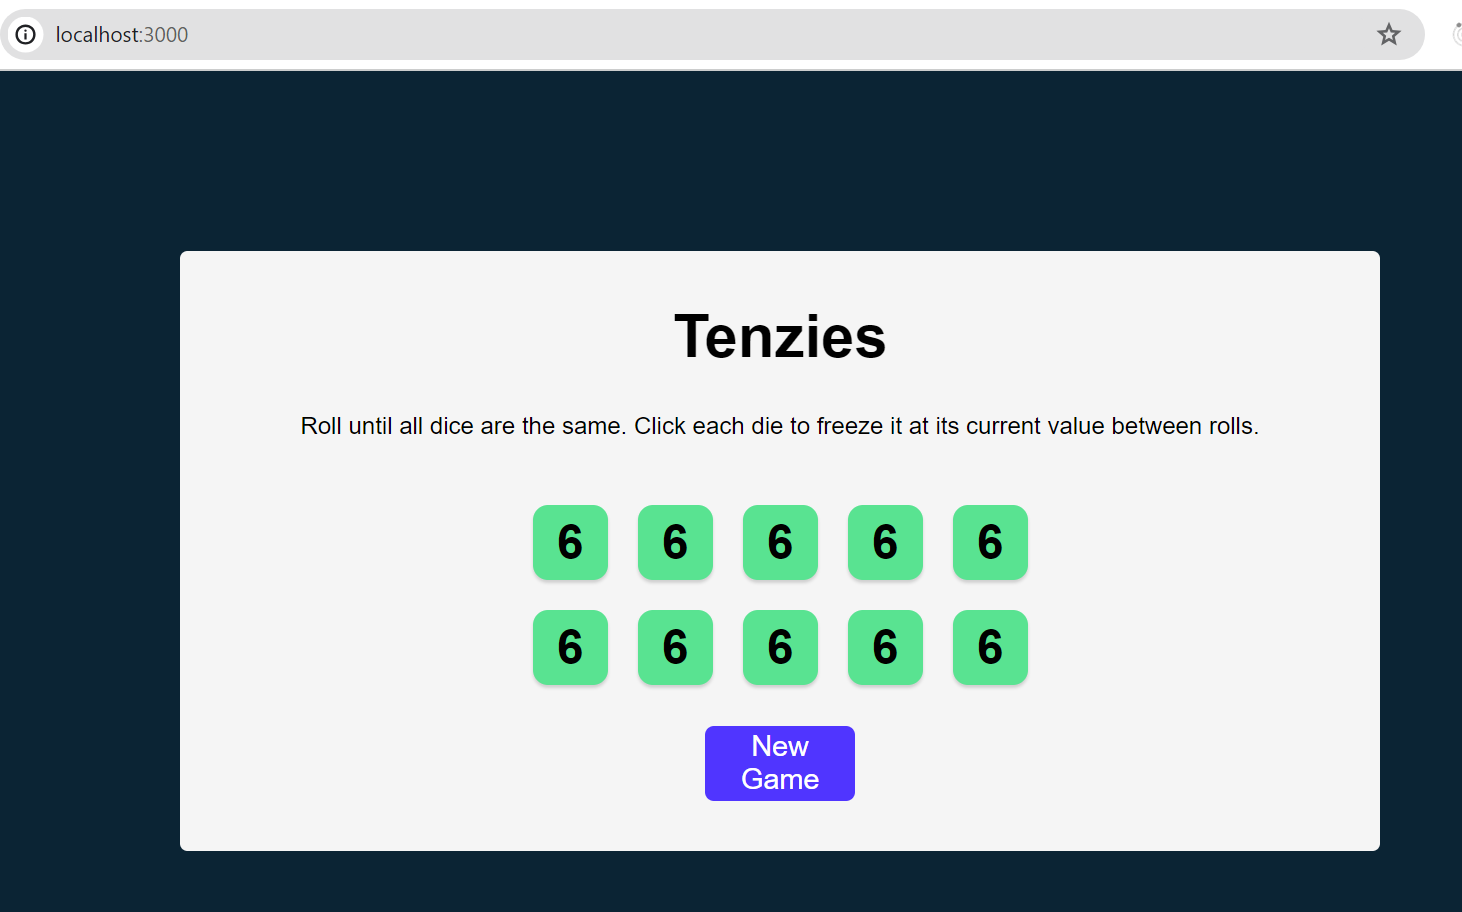 localhost:3000
Tenzies
Roll until all dice are the same. Click each die to freeze it at its current value between rolls.
6 6 6 6 6
6 6 6 6 6
New
Game